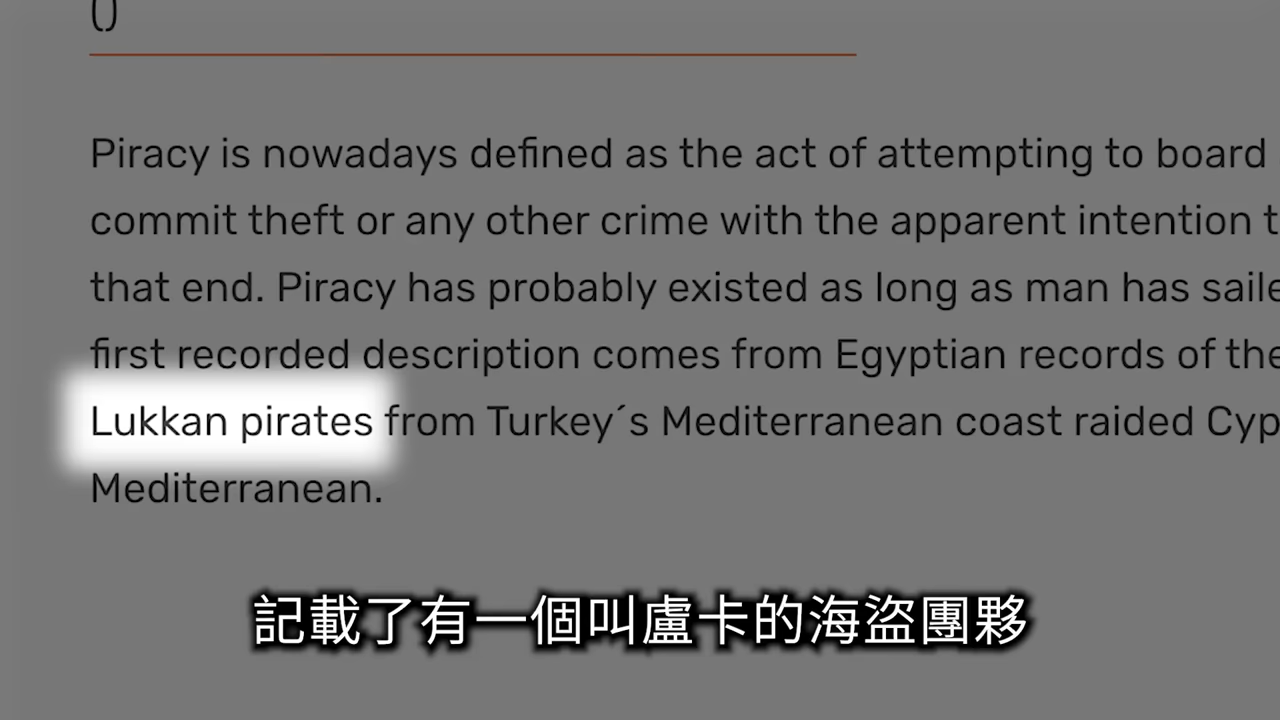 ()
Piracy is nowadays defined as the act of attempting to board
commit theft or any other crime with the apparent intention t
that end. Piracy has probably existed as long as man has saile
first recorded description comes from Egyptian records of the
Lukkan pirates from Turkey´s Mediterranean coast raided Cyp
Mediterranean.
記載了有一個叫盧卡的海盜團夥